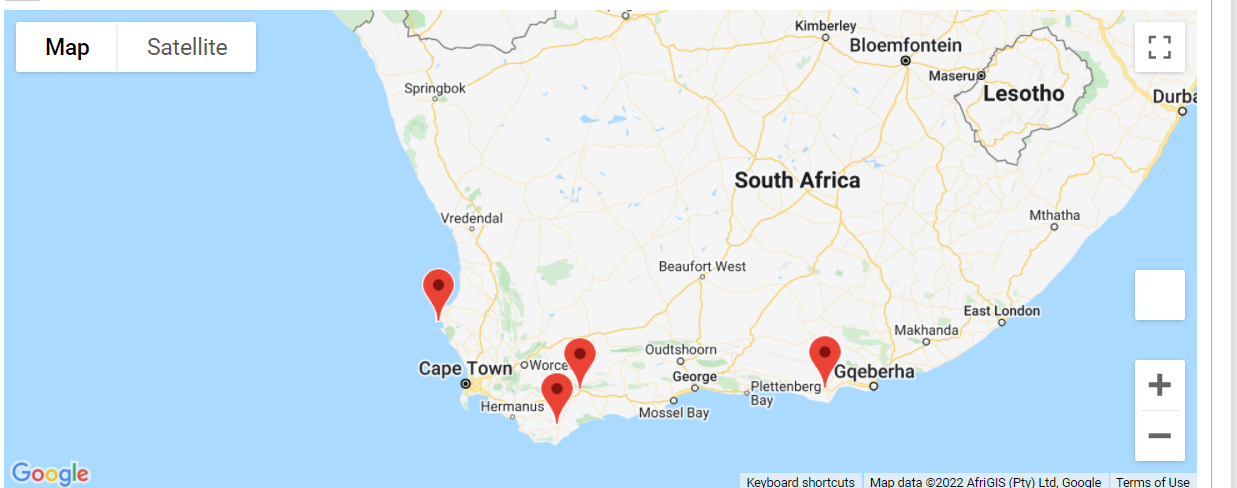 Map
Satellite
Kimberley
Bloemfontein
Maseru
Lesotho
Springbok
Durba
South Africa
Vredendal
Mthatha
Beaufort West
East London
Makhanda
Oudtshoorn
Cape Town
Worce
George
Gqeberha
Plettenberg
Bay
Hermanus
Mossel Bay
Google
Keyboard shortcuts
Map data ©2022 AfriGIS (Pty) Ltd, Google
Terms of Use